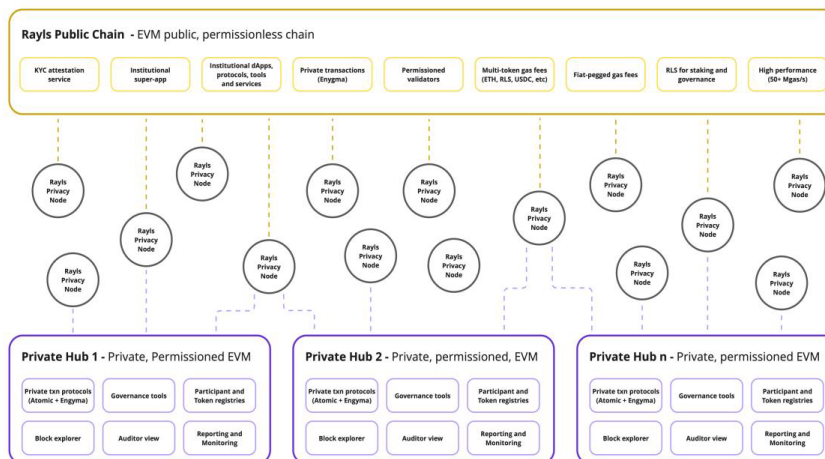 Rayls Public Chain - EVM public, permissionless chain
KYC attestation
service
Institutional
super-app
Institutional dApps,
protocols, tools
and services
Private transactions
(Enygma)
Permissioned
validators
Multi-token gas fees
(ETH, RLS, USDC, etc)
Fiat-pegged gas fees
RLS for staking and
governance
High performance
(50+ Mgas/s)
Rayls
Privacy
Node
Rayls
Privacy
Node
Rayls
Privacy
Node
Rayls
Privacy
Node
Rayls
Privacy
Node
Rayls
Privacy
Node
Rayls
Privacy
Node
Rayls
Privacy
Node
Rayls
Privacy
Node
Rayls
Privacy
Node
Rayls
Privacy
Node
Rayls
Privacy
Node
Rayls
Privacy
Node
Rayls
Privacy
Node
Rayls
Privacy
Node
Private Hub 1 - Private, Permissioned EVM
Private txn protocols
(Atomic + Engyma)
Governance tools
Participant and
Token registries
Block explorer
Auditor view
Reporting and
Monitoring
Private Hub 2 - Private, permissioned, EVM
Private txn protocols
(Atomic + Engyma)
Governance tools
Participant and
Token registries
Block explorer
Auditor view
Reporting and
Monitoring
Private Hub n - Private, permissioned EVM
Private txn protocols
(Atomic + Engyma)
Governance tools
Participant and
Token registries
Block explorer
Auditor view
Reporting and
Monitoring